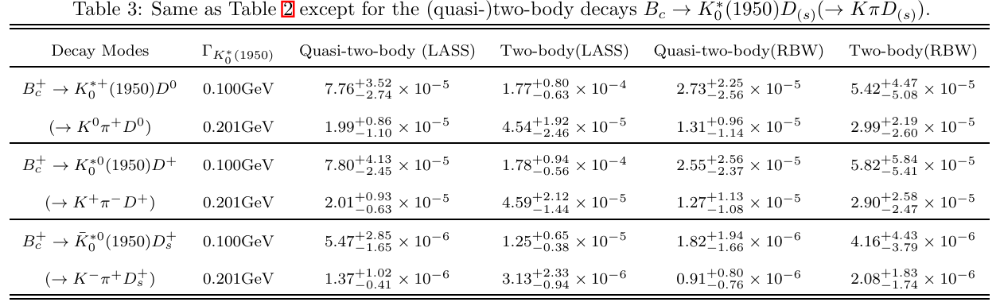 Table 3: Same as Table 2 except for the (quasi-)two-body decays $B_c \to K_0^*(1950)D_{(s)}(\to K\pi D_{(s)})$.
Decay Modes $\Gamma_{K_0^*(1950)}$ Quasi-two-body (LASS) Two-body(LASS) Quasi-two-body(RBW) Two-body(RBW)
$B_c^+ \to K_0^{*+}(1950)D^0$ 0.100GeV $7.76^{+3.52}_{-2.74} \times 10^{-5}$ $1.77^{+0.80}_{-0.63} \times 10^{-4}$ $2.73^{+2.25}_{-2.56} \times 10^{-5}$ $5.42^{+4.47}_{-5.08} \times 10^{-5}$
$(\to K^0\pi^+D^0)$ 0.201GeV $1.99^{+0.86}_{-1.10} \times 10^{-5}$ $4.54^{+1.92}_{-2.46} \times 10^{-5}$ $1.31^{+0.96}_{-1.14} \times 10^{-5}$ $2.99^{+2.19}_{-2.60} \times 10^{-5}$
$B_c^+ \to K_0^{*0}(1950)D^+$ 0.100GeV $7.80^{+4.13}_{-2.45} \times 10^{-5}$ $1.78^{+0.94}_{-0.56} \times 10^{-4}$ $2.55^{+2.56}_{-2.37} \times 10^{-5}$ $5.82^{+5.84}_{-5.41} \times 10^{-5}$
$(\to K^+\pi^-D^+)$ 0.201GeV $2.01^{+0.93}_{-0.63} \times 10^{-5}$ $4.59^{+2.12}_{-1.44} \times 10^{-5}$ $1.27^{+1.13}_{-1.08} \times 10^{-5}$ $2.90^{+2.58}_{-2.47} \times 10^{-5}$
$B_c^+ \to \bar{K}_0^{*0}(1950)D_s^+$ 0.100GeV $5.47^{+2.85}_{-1.65} \times 10^{-6}$ $1.25^{+0.65}_{-0.38} \times 10^{-5}$ $1.82^{+1.94}_{-1.66} \times 10^{-6}$ $4.16^{+4.43}_{-3.79} \times 10^{-6}$
$(\to K^-\pi^+D_s^+)$ 0.201GeV $1.37^{+1.02}_{-0.41} \times 10^{-6}$ $3.13^{+2.33}_{-0.94} \times 10^{-6}$ $0.91^{+0.80}_{-0.76} \times 10^{-6}$ $2.08^{+1.83}_{-1.74} \times 10^{-6}$